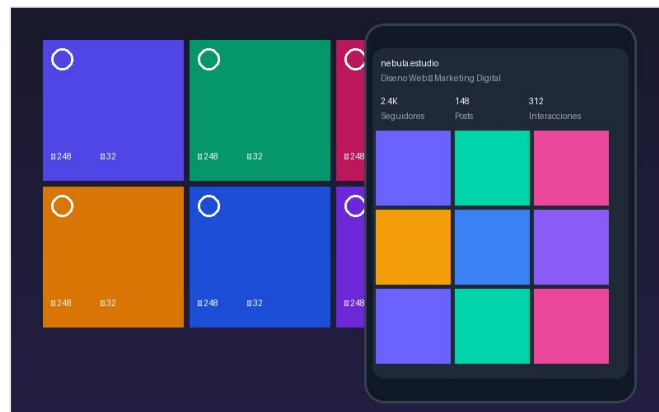 248 32
248 32
248
248 32
248 32
248
nebula.estudio
Diseno Web Marketing Digital
2.4K 148 312
Seguidores Posts Interacciones